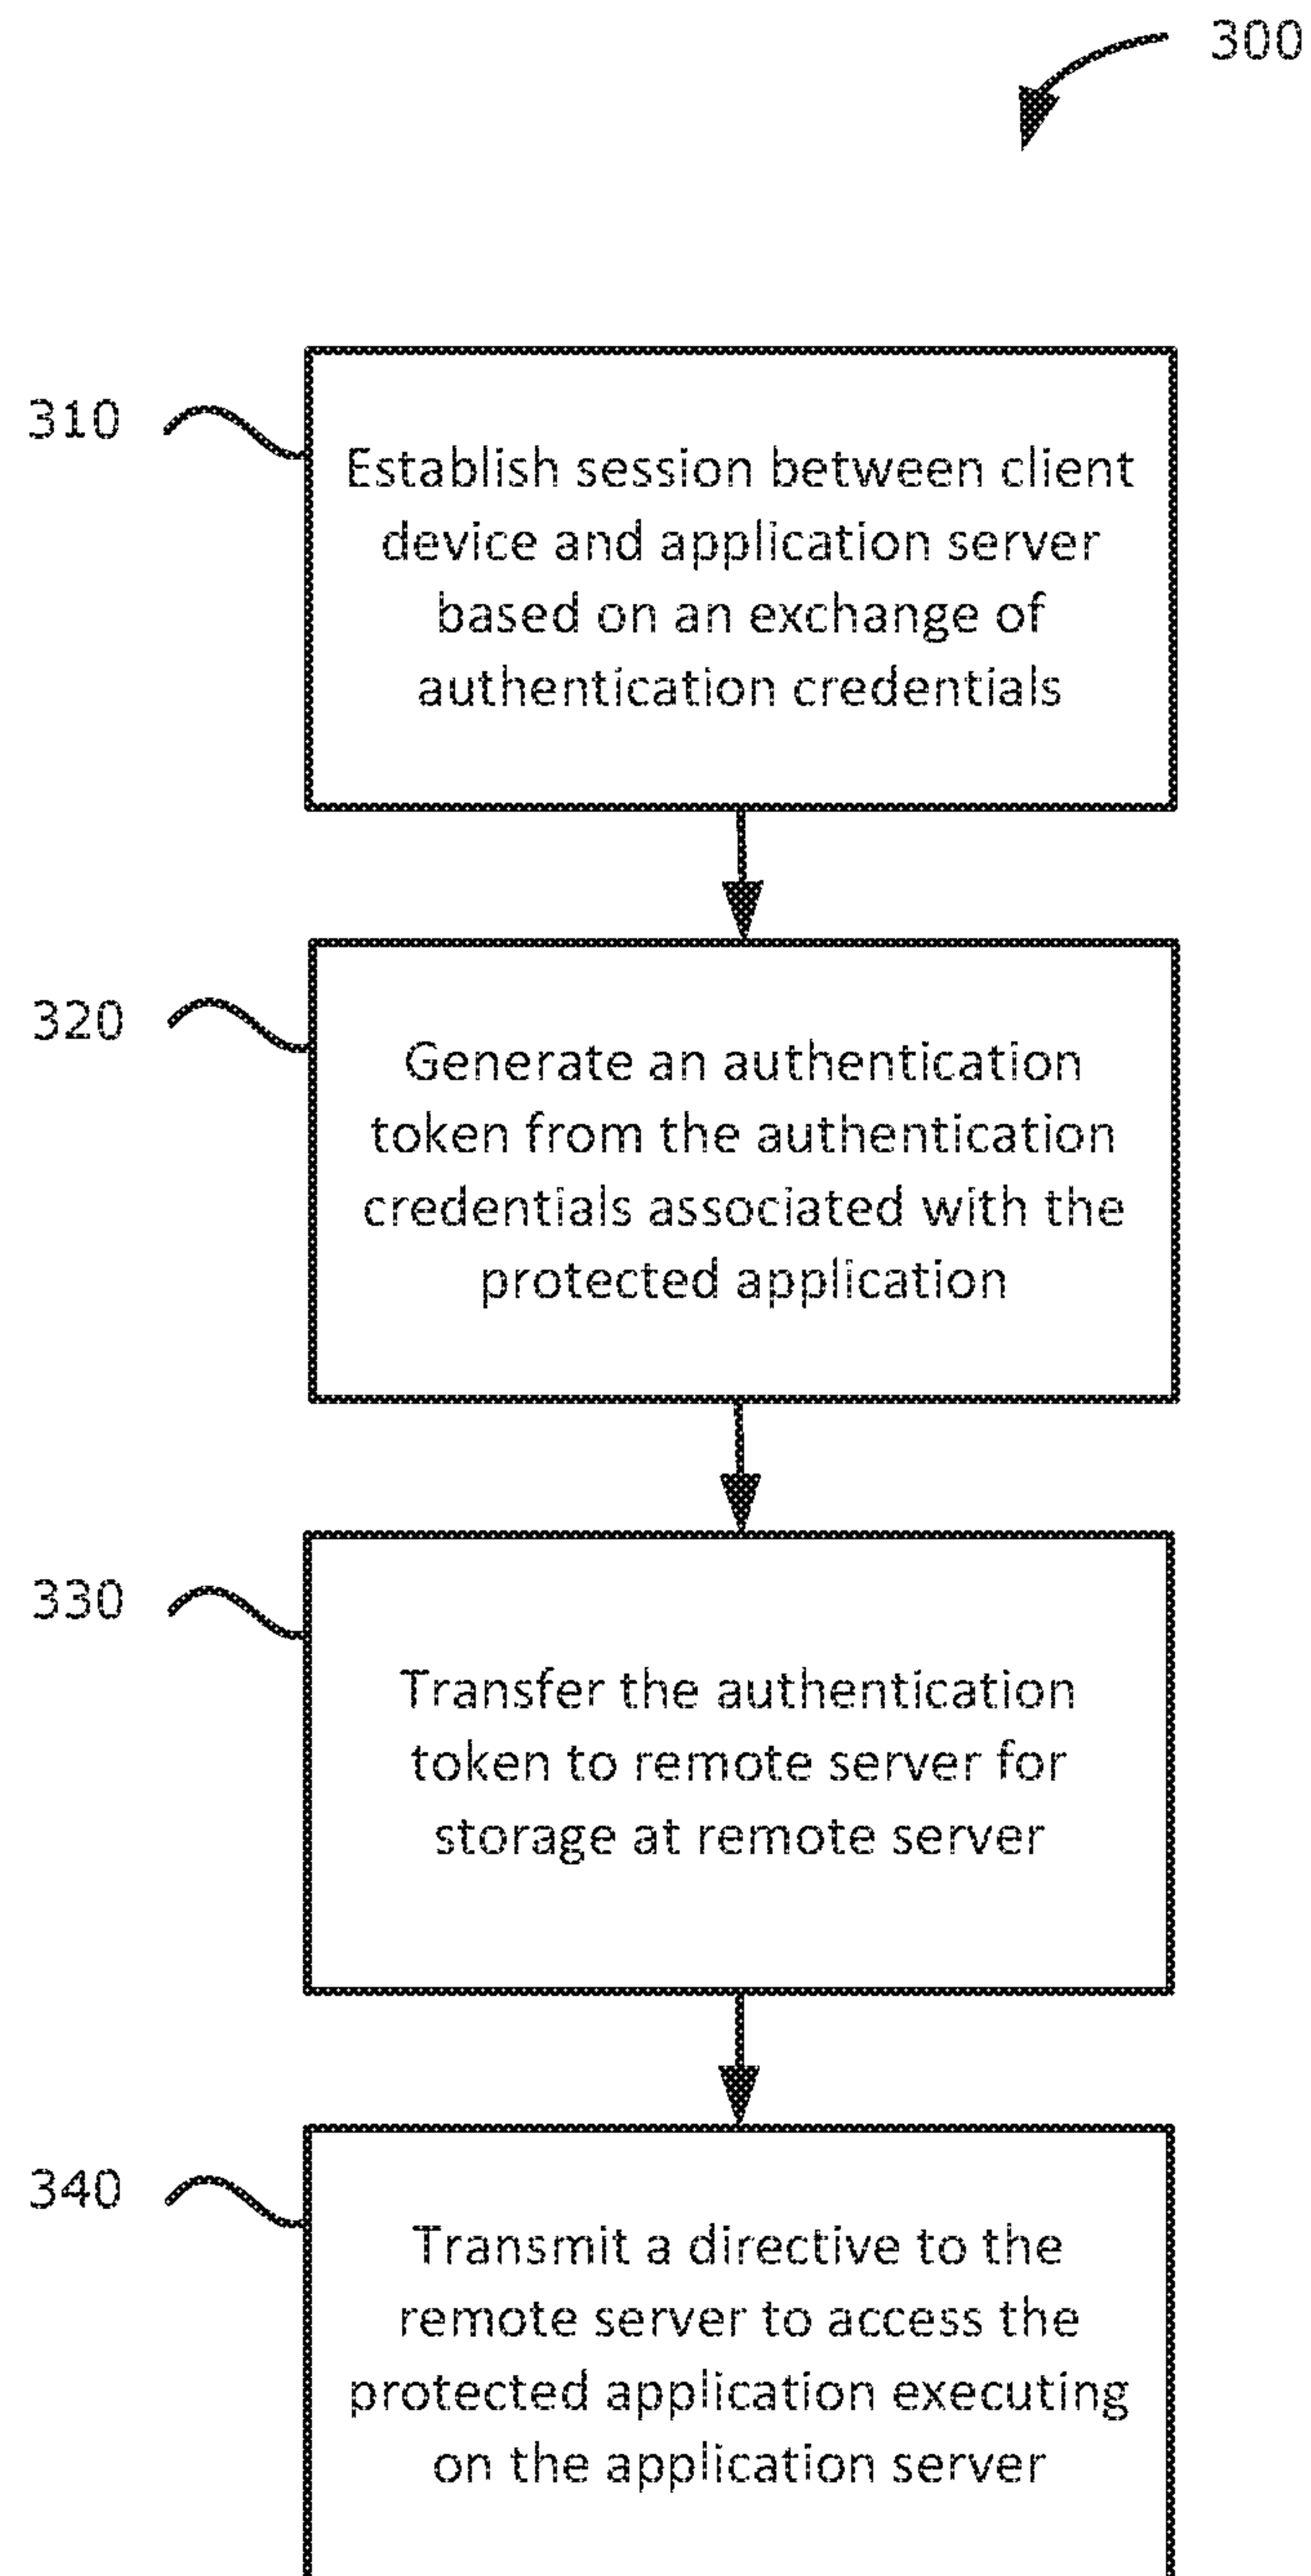 300
310
Establish session between client
device and application server
based on an exchange of
authentication credentials
320
Generate an authentication
token from the authentication
credentials associated with the
protected application
330
Transfer the authentication
token to remote server for
storage at remote server
340
Transmit a directive to the
remote server to access the
protected application executing
on the application server